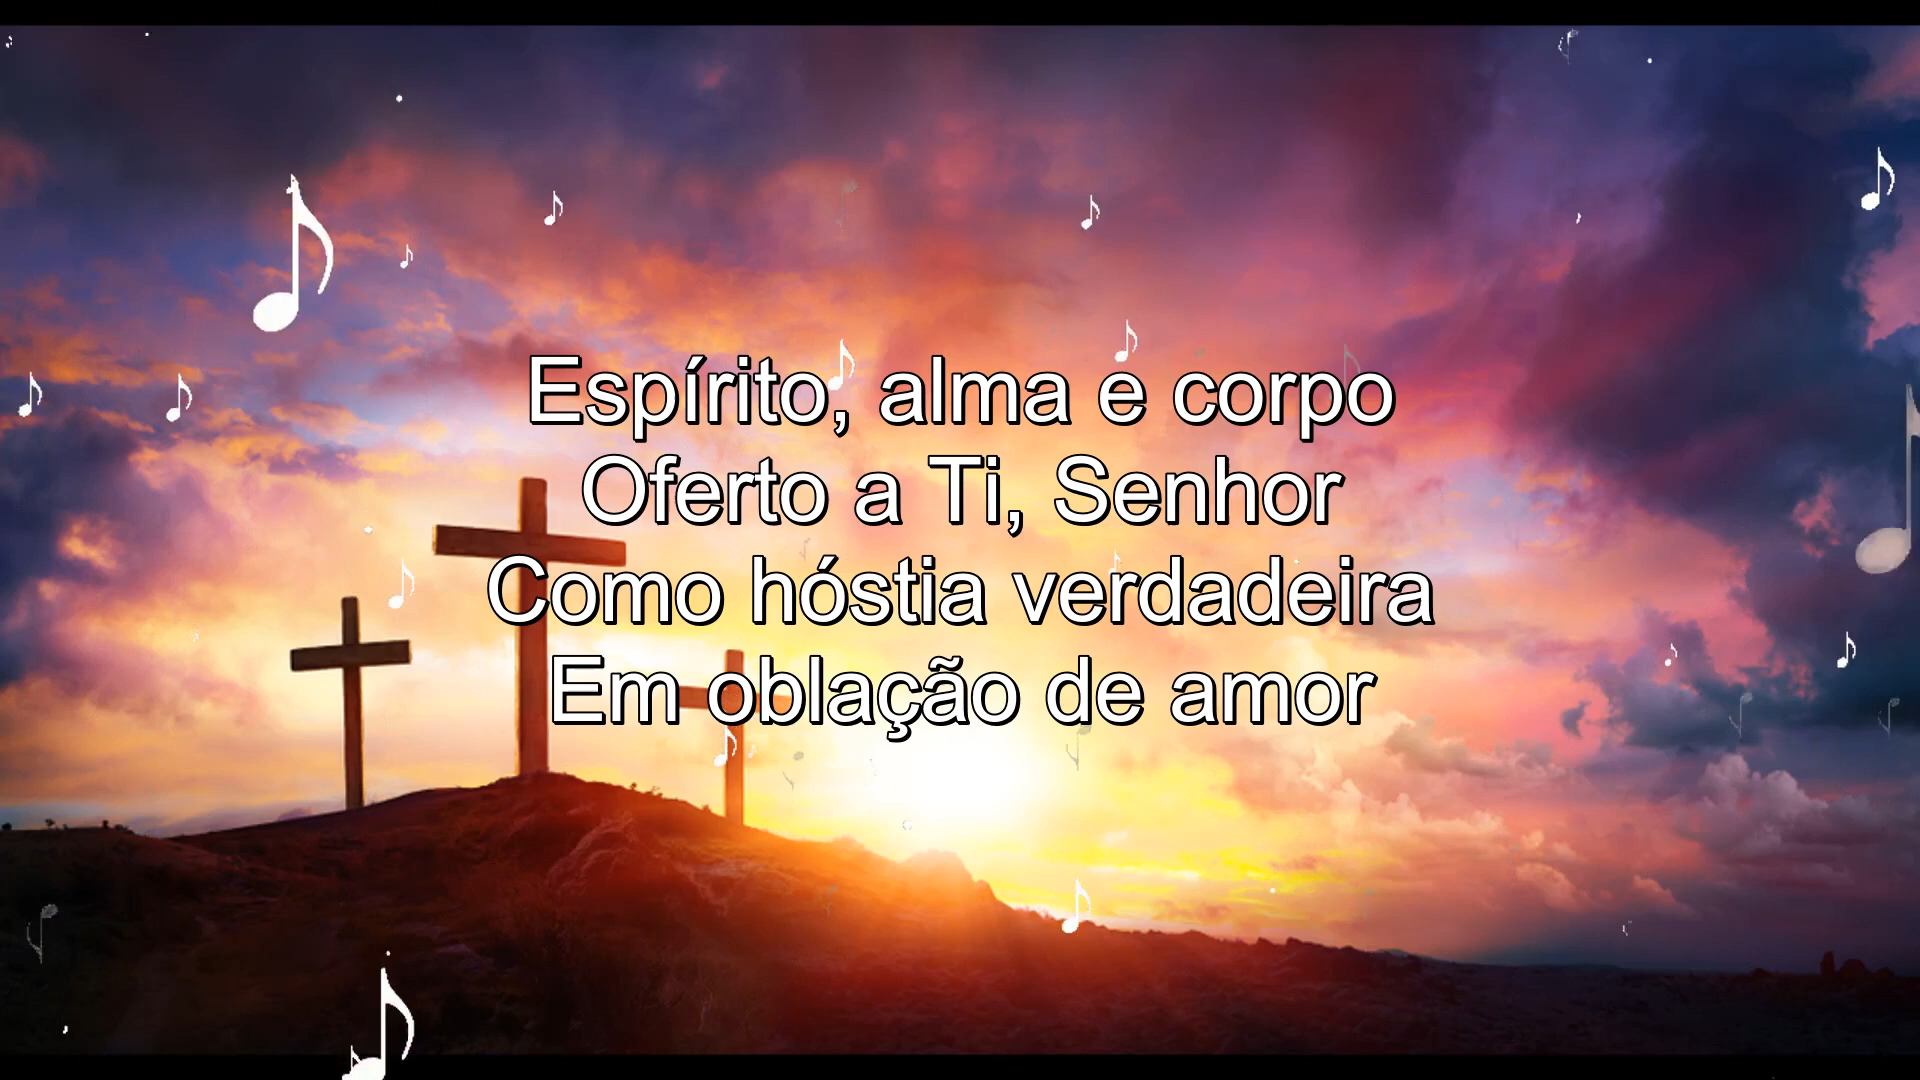 Espírito, alma e corpo
Oferto a Ti, Senhor
Como hóstia verdadeira
Em oblação de amor